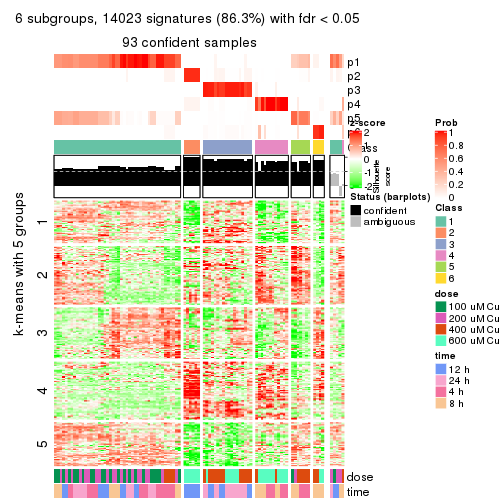 6 subgroups, 14023 signatures (86.3%) with fdr < 0.05
93 confident samples
p1
p2
p3
p4
p5
z-score
2
1
0
-1
-2
Silhouette
score
Status (barplots)
confident
ambiguous
Prob
1
0.8
0.6
0.4
0.2
0
Class
1
2
3
4
5
6
dose
100 uM Cu
200 uM Cu
400 uM Cu
600 uM Cu
time
12 h
24 h
4 h
8 h
k-means with 5 groups
1
2
3
4
5
dose
time